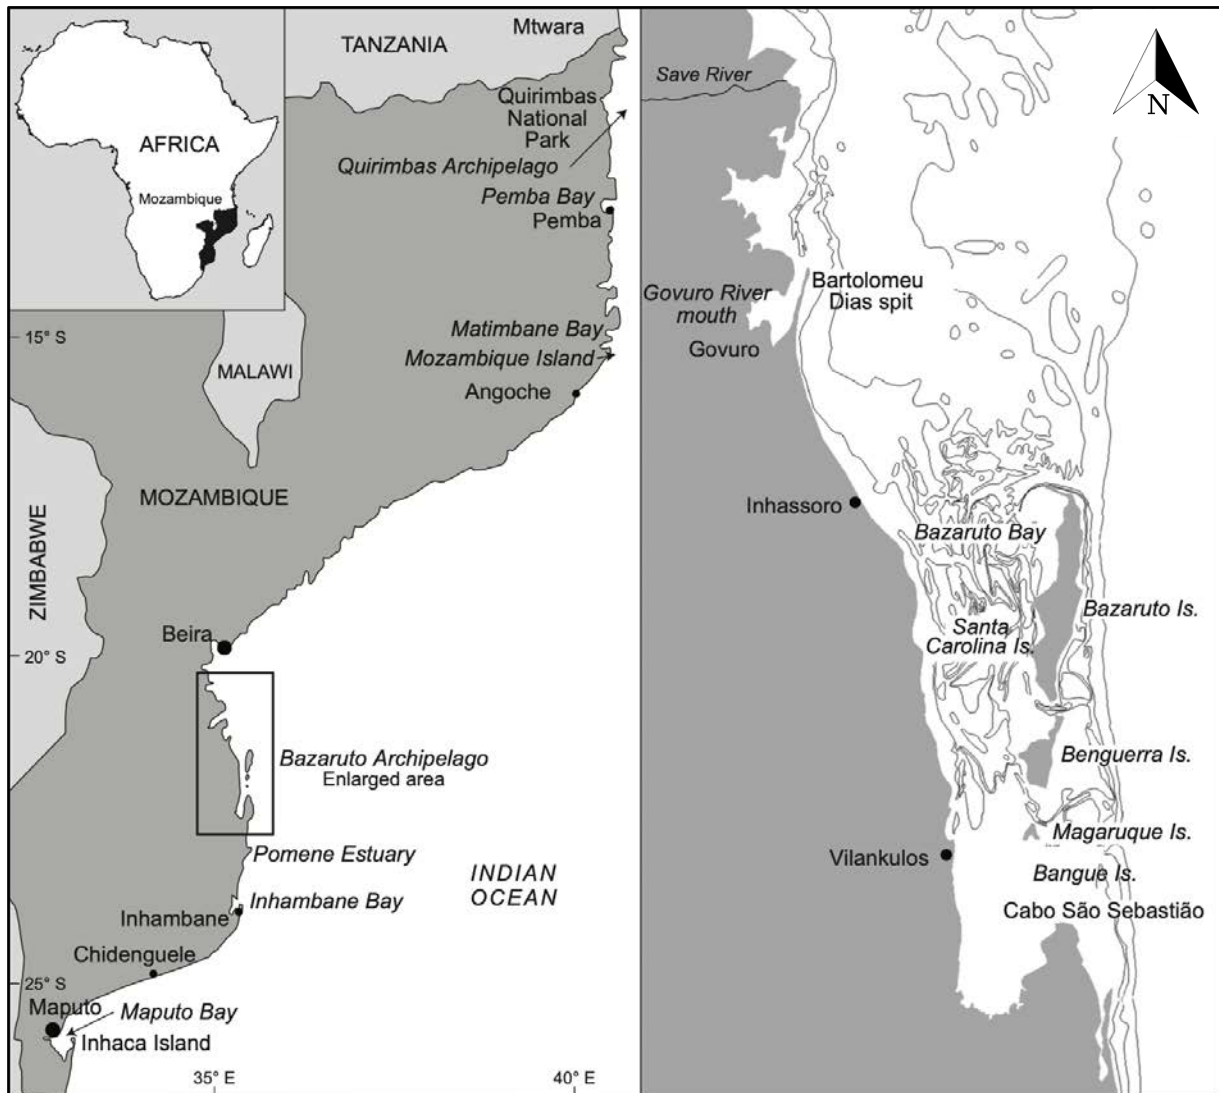 AFRICA
Mozambique
TANZANIA
Mtwara
Quirimbas
National
Park
Quirimbas Archipelago
Pemba Bay
Pemba
15° S
Matimbane Bay
Mozambique Island
MALAWI
Angoche
MOZAMBIQUE
ZIMBABWE
Beira
20° S
Bazaruto Archipelago
Enlarged area
Pomene Estuary
INDIAN
OCEAN
Inhambane Bay
Inhambane
Chidenguele
25° S
Maputo
Maputo Bay
Inhaca Island
35° E
40° E
N
Save River
Bartolomeu
Dias spit
Govuro River
mouth
Govuro
Inhassoro
Bazaruto Bay
Bazaruto Is.
Santa
Carolina Is.
Benguerra Is.
Magaruque Is.
Vilankulos
Bangue Is.
Cabo São Sebastião